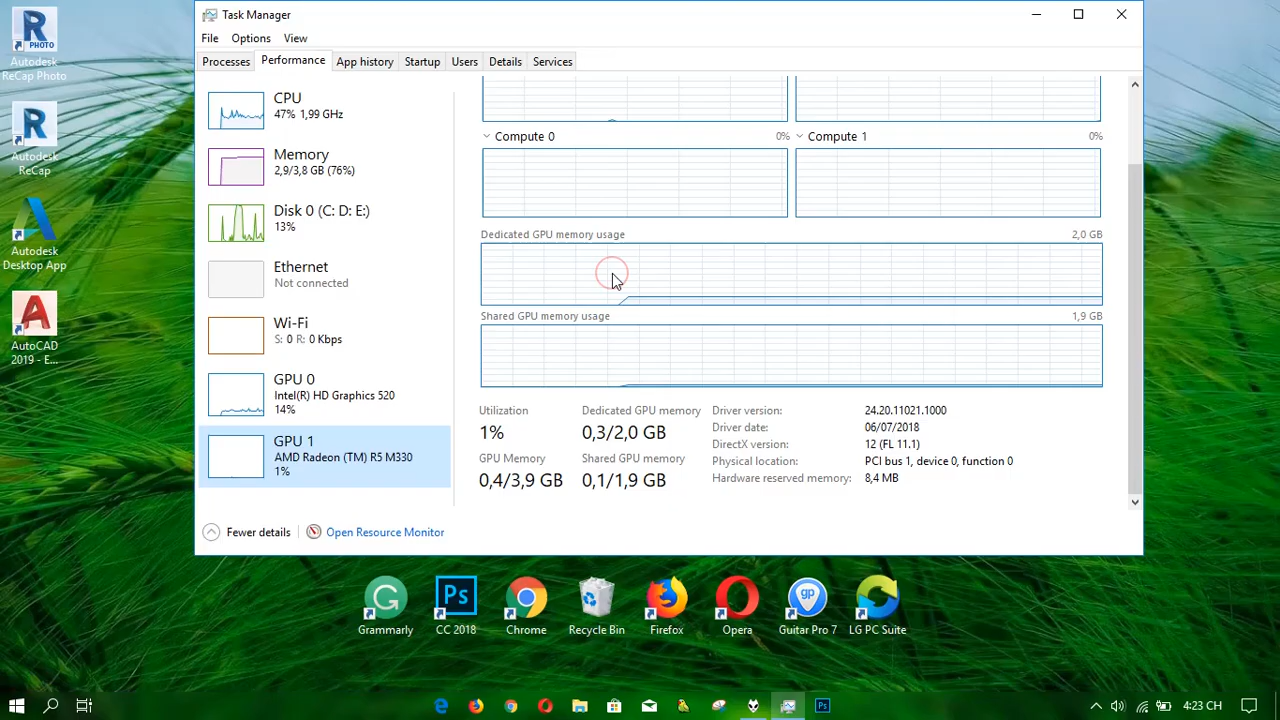 Task Manager
File Options View
Processes Performance App history Startup Users Details Services
CPU
47% 1,99 GHz
Memory
2,9/3,8 GB (76%)
Disk 0 (C: D: E:)
13%
Ethernet
Not connected
Wi-Fi
S: 0 R: 0 Kbps
GPU 0
Intel(R) HD Graphics 520
14%
GPU 1
AMD Radeon (TM) R5 M330
1%
Compute 0 0% Compute 1 0%
Dedicated GPU memory usage 2,0 GB
Shared GPU memory usage 1,9 GB
Utilization
1%
Dedicated GPU memory
0,3/2,0 GB
GPU Memory
0,4/3,9 GB
Shared GPU memory
0,1/1,9 GB
Driver version: 24.20.11021.1000
Driver date: 06/07/2018
DirectX version: 12 (FL 11.1)
Physical location: PCI bus 1, device 0, function 0
Hardware reserved memory: 8,4 MB
Fewer details Open Resource Monitor
R
PHOTO
Autodesk
ReCap Photo
R
Autodesk
ReCap
Autodesk
Desktop App
AutoCAD
2019 - E...
G
Grammarly
Ps
CC 2018
Chrome
Recycle Bin
Firefox
Opera
gp
Guitar Pro 7
LG PC Suite
Ps
4:23 CH